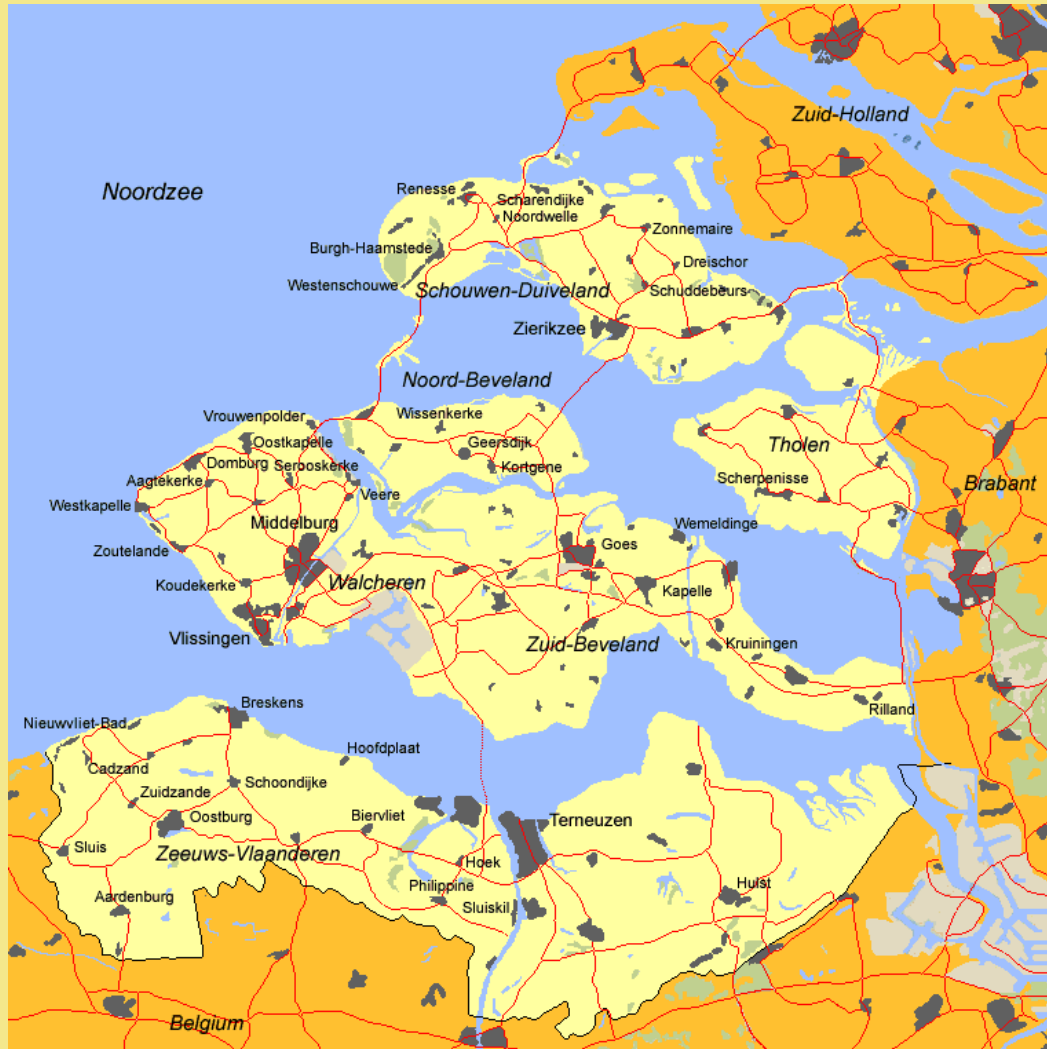 Zuid-Holland
Noordzee
Renesse
Scharendijke
Noordwelle
Zonnemaire
Burgh-Haamstede
Dreischor
Westenschouwe
Schouwen-Duiveland
Schuddebeurs
Zierikzee
Noord-Beveland
Vrouwenpolder
Wissenkerke
Oostkapelle
Geersdijk
Tholen
Domburg
Serooskerke
Kortgene
Aagtekerke
Scherpenisse
Brabant
Westkapelle
Veere
Middelburg
Wemeldinge
Zoutelande
Goes
Koudekerke
Walcheren
Kapelle
Vlissingen
Zuid-Beveland
Kruiningen
Breskens
Rilland
Nieuwvliet-Bad
Hoofdplaat
Cadzand
Schoondijke
Zuidzande
Oostburg
Biervliet
Terneuzen
Sluis
Zeeuws-Vlaanderen
Hoek
Philippine
Hulst
Aardenburg
Sluiskil
Belgium